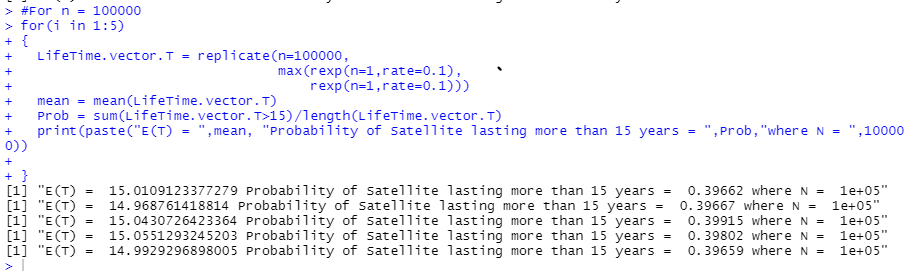 > #For n = 100000
> for(i in 1:5)
+ {
+   LifeTime.vector.T = replicate(n=100000,
+                                 max(rexp(n=1,rate=0.1),
+                                     rexp(n=1,rate=0.1)))
+   mean = mean(LifeTime.vector.T)
+   Prob = sum(LifeTime.vector.T>15)/length(LifeTime.vector.T)
+   print(paste("E(T) = ",mean, "Probability of Satellite lasting more than 15 years = ",Prob,"where N = ",10000
0))
+
+ }
[1] "E(T) =  15.0109123377279 Probability of Satellite lasting more than 15 years =  0.39662 where N =  1e+05"
[1] "E(T) =  14.968761418814 Probability of Satellite lasting more than 15 years =  0.39667 where N =  1e+05"
[1] "E(T) =  15.0430726423364 Probability of Satellite lasting more than 15 years =  0.39915 where N =  1e+05"
[1] "E(T) =  15.0551293245203 Probability of Satellite lasting more than 15 years =  0.39802 where N =  1e+05"
[1] "E(T) =  14.9929296898005 Probability of Satellite lasting more than 15 years =  0.39659 where N =  1e+05"
>